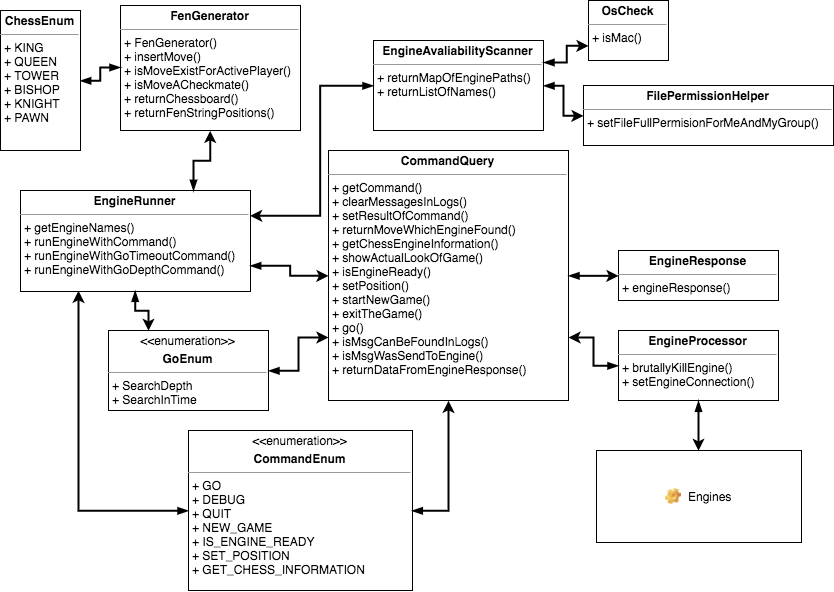 ChessEnum
+ KING
+ QUEEN
+ TOWER
+ BISHOP
+ KNIGHT
+ PAWN
FenGenerator
+ FenGenerator()
+ insertMove()
+ isMoveExistForActivePlayer()
+ isMoveACheckmate()
+ returnChessboard()
+ returnFenStringPositions()
EngineAvaliabilityScanner
+ returnMapOfEnginePaths()
+ returnListOfNames()
OsCheck
+ isMac()
FilePermissionHelper
+ setFileFullPermisionForMeAndMyGroup()
EngineRunner
+ getEngineNames()
+ runEngineWithCommand()
+ runEngineWithGoTimeoutCommand()
+ runEngineWithGoDepthCommand()
CommandQuery
+ getCommand()
+ clearMessagesInLogs()
+ setResultOfCommand()
+ returnMoveWhichEngineFound()
+ getChessEngineInformation()
+ showActualLookOfGame()
+ isEngineReady()
+ setPosition()
+ startNewGame()
+ exitTheGame()
+ go()
+ isMsgCanBeFoundInLogs()
+ isMsgWasSendToEngine()
+ returnDataFromEngineResponse()
EngineResponse
+ engineResponse()
EngineProcessor
+ brutallyKillEngine()
+ setEngineConnection()
<<enumeration>>
GoEnum
+ SearchDepth
+ SearchInTime
<<enumeration>>
CommandEnum
+ GO
+ DEBUG
+ QUIT
+ NEW_GAME
+ IS_ENGINE_READY
+ SET_POSITION
+ GET_CHESS_INFORMATION
Engines